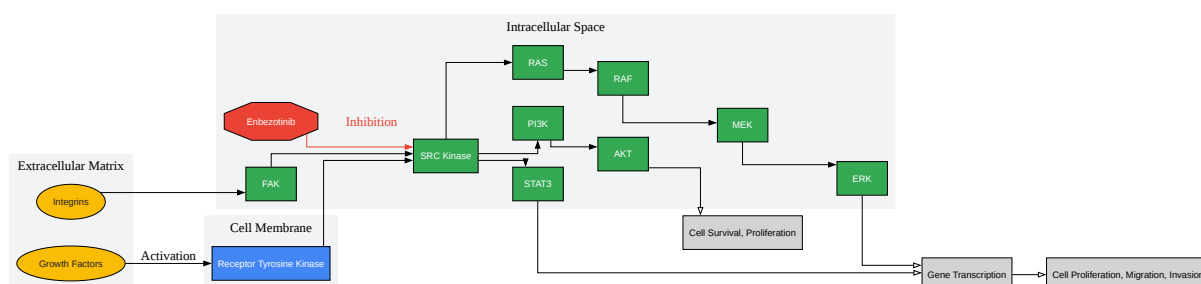 Intracellular Space
RAS
RAF
Enbezotinib
Inhibition
PI3K
MEK
SRC Kinase
AKT
Extracellular Matrix
FAK
STAT3
ERK
Integrins
Cell Membrane
Cell Survival, Proliferation
Growth Factors
Activation
Receptor Tyrosine Kinase
Gene Transcription
Cell Proliferation, Migration, Invasion